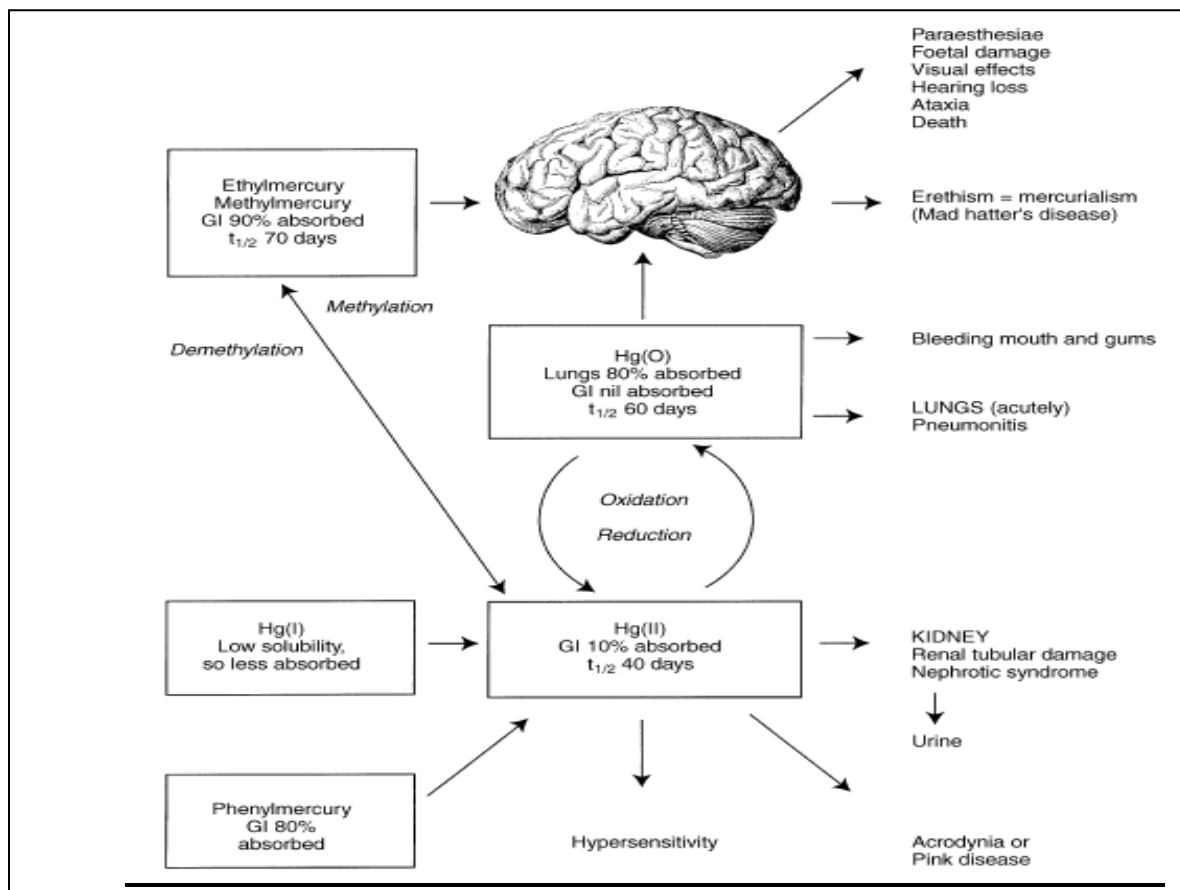 Paraesthesiae
Foetal damage
Visual effects
Hearing loss
Ataxia
Death
Ethylmercury
Methylmercury
GI 90% absorbed
t1/2 70 days
Erethism = mercurialism
(Mad hatter's disease)
Methylation
Demethylation
Hg(O)
Lungs 80% absorbed
GI nil absorbed
t1/2 60 days
Bleeding mouth and gums
LUNGS (acutely)
Pneumonitis
Oxidation
Reduction
Hg(I)
Low solubility,
so less absorbed
Hg(II)
GI 10% absorbed
t1/2 40 days
KIDNEY
Renal tubular damage
Nephrotic syndrome
Urine
Phenylmercury
GI 80%
absorbed
Hypersensitivity
Acrodynia or
Pink disease